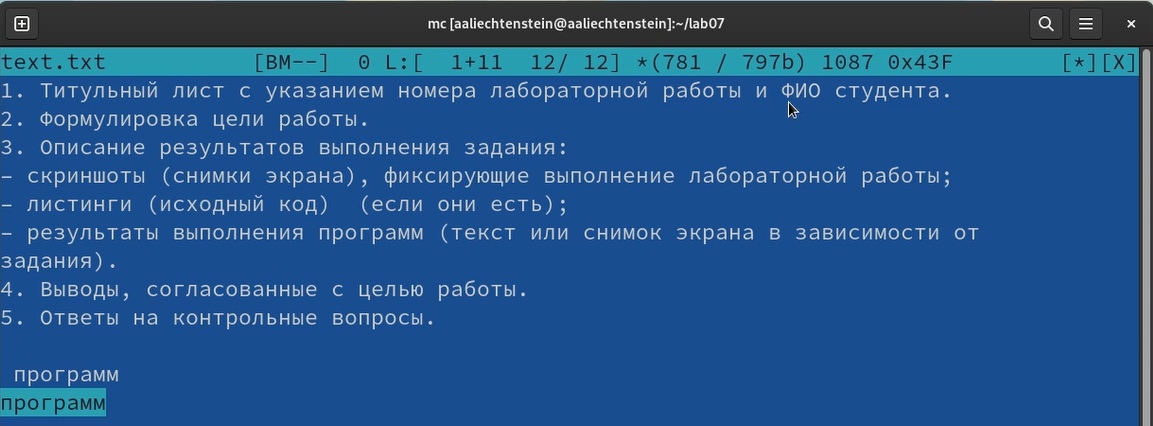 mc [aaliechtenstein@aaliechtenstein]:~/lab07
text.txt [BM--] 0 L:[ 1+11 12/ 12] *(781 / 797b) 1087 0x43F [*][X]
1. Титульный лист с указанием номера лабораторной работы и ФИО студента.
2. Формулировка цели работы.
3. Описание результатов выполнения задания:
– скриншоты (снимки экрана), фиксирующие выполнение лабораторной работы;
– листинги (исходный код)  (если они есть);
– результаты выполнения программ (текст или снимок экрана в зависимости от
задания).
4. Выводы, согласованные с целью работы.
5. Ответы на контрольные вопросы.
программ
программ